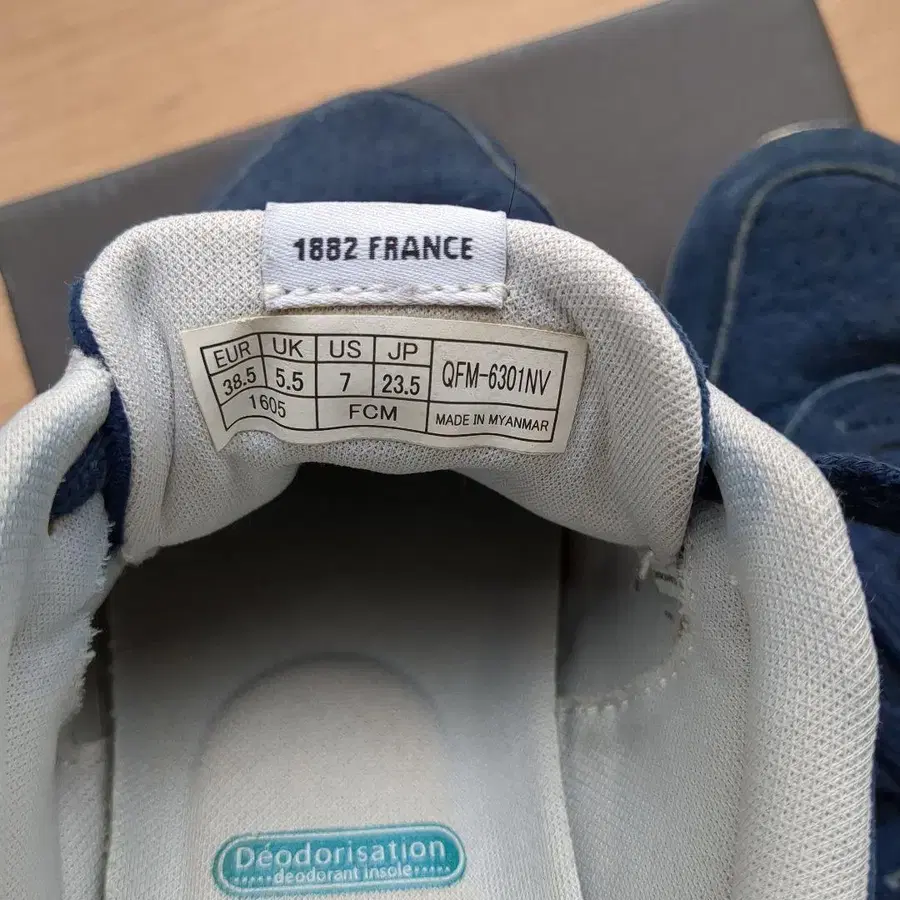 1882 FRANCE
EUR UK US JP QFM-6301NV
38.5 5.5 7 23.5
1605 FCM MADE IN MYANMAR
Déodorisation
deodorant insole